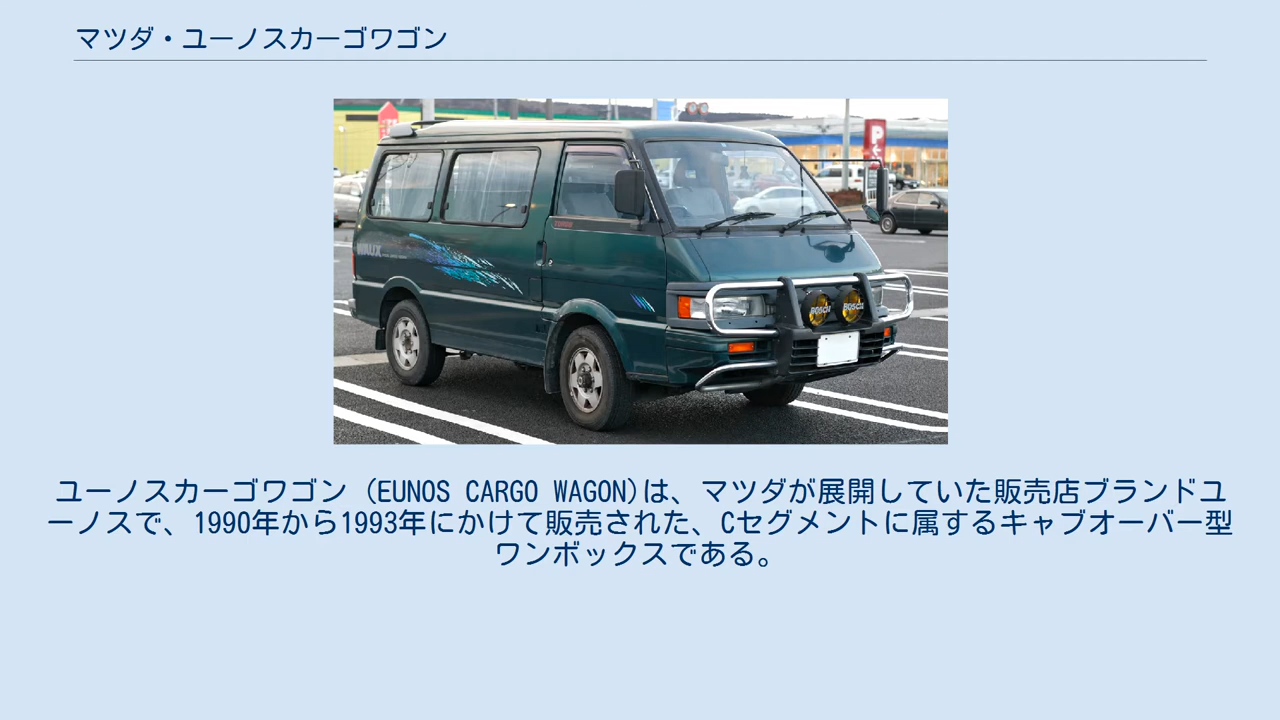 マツダ・ユーノスカーゴワゴン
P
BOSCH
BOSCH
ユーノスカーゴワゴン (EUNOS CARGO WAGON)は、マツダが展開していた販売店ブランドユ
ーノスで、1990年から1993年にかけて販売された、Cセグメントに属するキャブオーバー型
ワンボックスである。